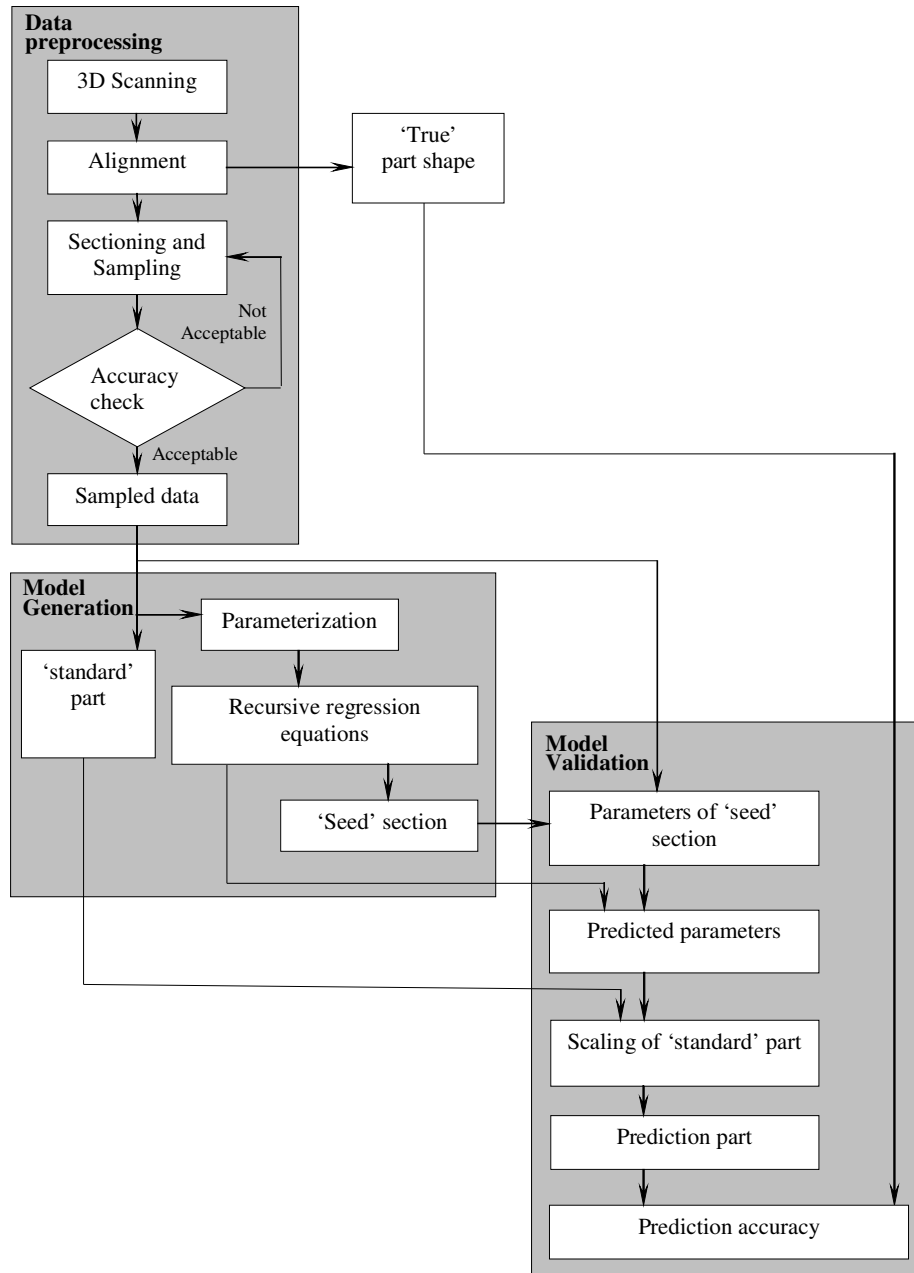 Data
preprocessing
3D Scanning
Alignment
‘True’
part shape
Sectioning and
Sampling
Not
Acceptable
Accuracy
check
Acceptable
Sampled data
Model
Generation
Parameterization
‘standard’
part
Recursive regression
equations
‘Seed’ section
Model
Validation
Parameters of ‘seed’
section
Predicted parameters
Scaling of ‘standard’ part
Prediction part
Prediction accuracy